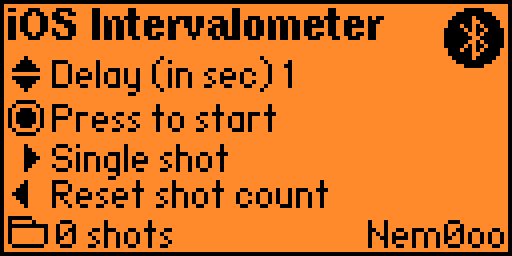 iOS Intervalometer
Delay (in sec) 1
Press to start
Single shot
Reset shot count
0 shots Nem0oo